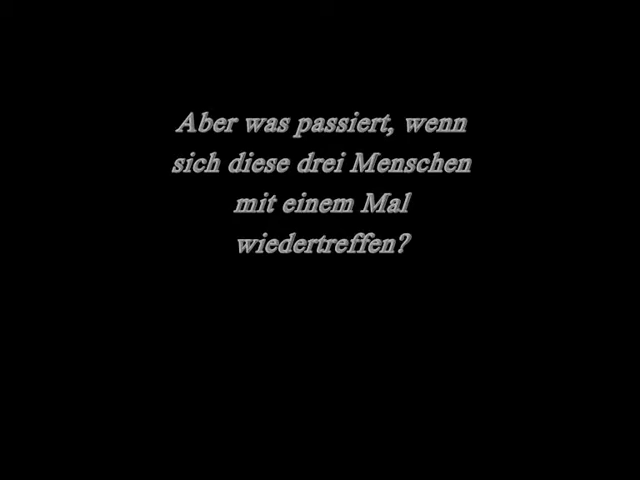 Aber was passiert, wenn
sich diese drei Menschen
mit einem Mal
wiedertreffen?